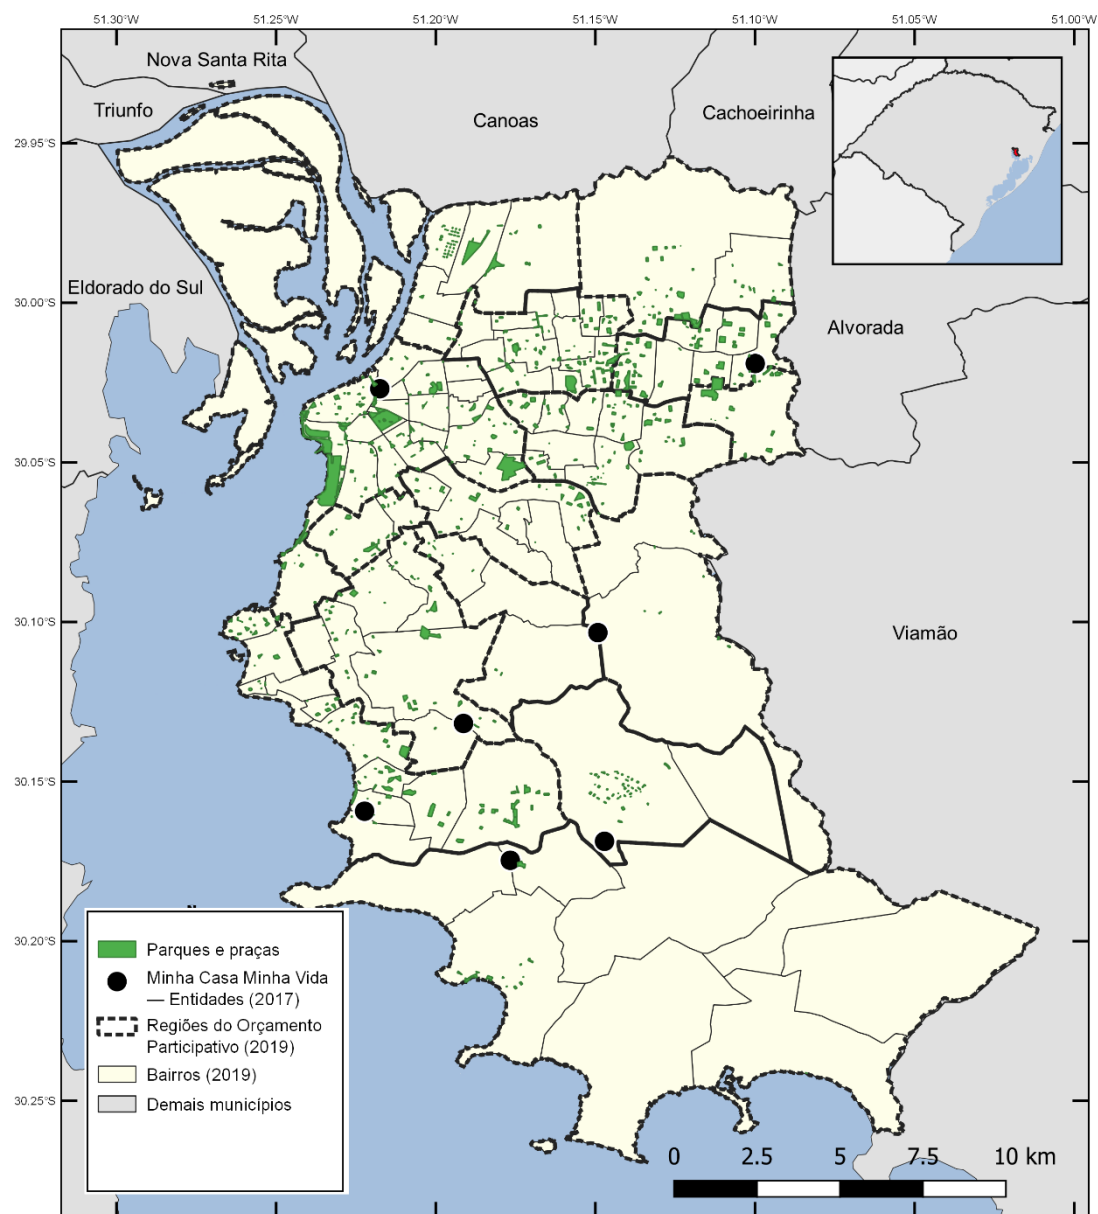 51.30°W 51.25°W 51.20°W 51.15°W 51.10°W 51.05°W 51.00°W
Nova Santa Rita
Triunfo
Canoas
Cachoeirinha
29.95°S
Eldorado do Sul
30.00°S
Alvorada
30.05°S
30.10°S
Viamão
30.15°S
30.20°S
Parques e praças
Minha Casa Minha Vida
— Entidades (2017)
Regiões do Orçamento
Participativo (2019)
Bairros (2019)
Demais municípios
30.25°S
0 2.5 5 7.5 10 km